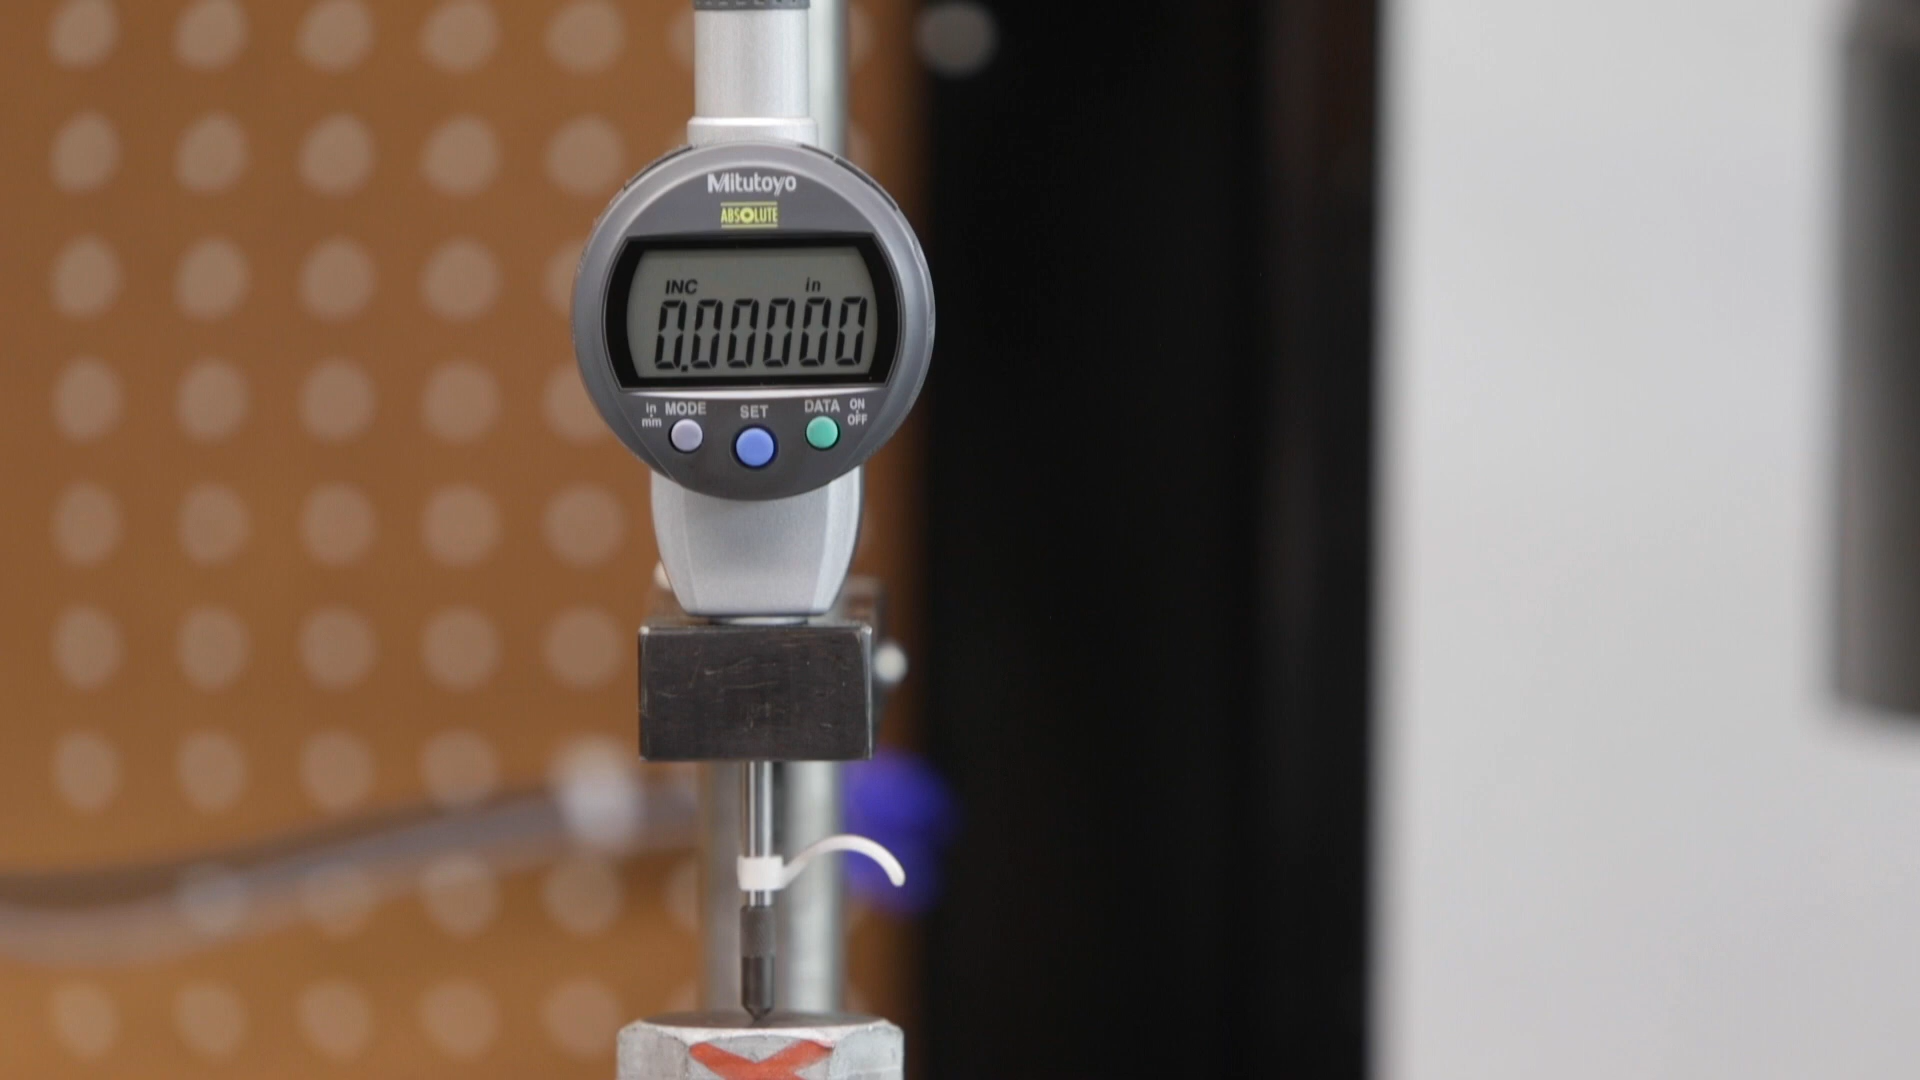 Mitutoyo
ABSOLUTE
INC in
0.00000
in
mm
MODE
SET
DATA
ON
OFF